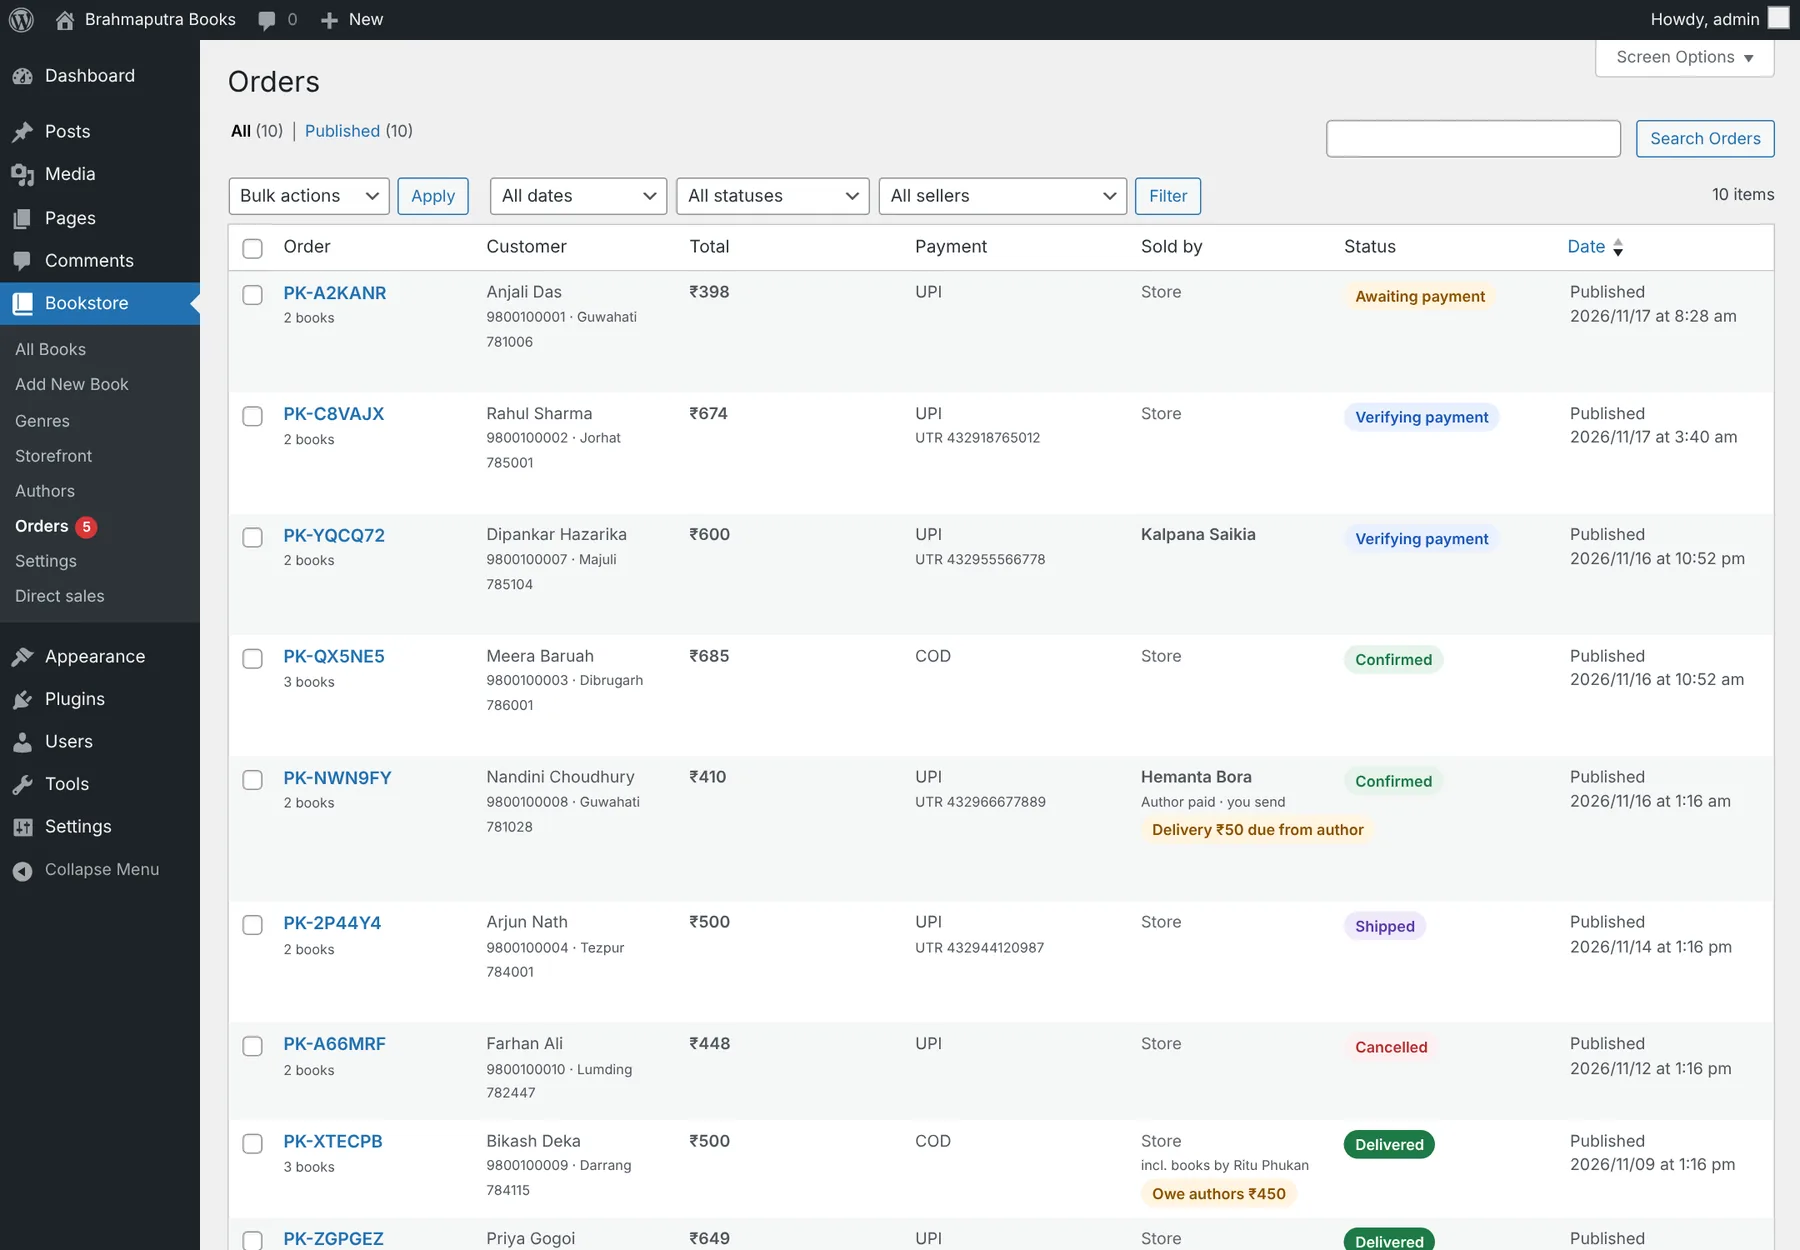 Brahmaputra Books 0 New Howdy, admin
Screen Options
Dashboard
Posts
Media
Pages
Comments
Bookstore
All Books
Add New Book
Genres
Storefront
Authors
Orders 5
Settings
Direct sales
Appearance
Plugins
Users
Tools
Settings
Collapse Menu
Orders
All (10) | Published (10)
Search Orders
Bulk actions Apply All dates All statuses All sellers Filter 10 items
Order Customer Total Payment Sold by Status Date
PK-A2KANR Anjali Das ₹398 UPI Store Awaiting payment Published
2 books 9800100001 · Guwahati 2026/11/17 at 8:28 am
781006
PK-C8VAJX Rahul Sharma ₹674 UPI Store Verifying payment Published
2 books 9800100002 · Jorhat UTR 432918765012 2026/11/17 at 3:40 am
785001
PK-YQCQ72 Dipankar Hazarika ₹600 UPI Kalpana Saikia Verifying payment Published
2 books 9800100007 · Majuli UTR 432955566778 2026/11/16 at 10:52 pm
785104
PK-QX5NE5 Meera Baruah ₹685 COD Store Confirmed Published
3 books 9800100003 · Dibrugarh 2026/11/16 at 10:52 am
786001
PK-NWN9FY Nandini Choudhury ₹410 UPI Hemanta Bora Confirmed Published
2 books 9800100008 · Guwahati UTR 432966677889 Author paid · you send 2026/11/16 at 1:16 am
781028 Delivery ₹50 due from author
PK-2P44Y4 Arjun Nath ₹500 UPI Store Shipped Published
2 books 9800100004 · Tezpur UTR 432944120987 2026/11/14 at 1:16 pm
784001
PK-A66MRF Farhan Ali ₹448 UPI Store Cancelled Published
2 books 9800100010 · Lumding 2026/11/12 at 1:16 pm
782447
PK-XTECPB Bikash Deka ₹500 COD Store Delivered Published
3 books 9800100009 · Darrang incl. books by Ritu Phukan 2026/11/09 at 1:16 pm
784115 Owe authors ₹450
PK-ZGPGEZ Priya Gogoi ₹649 UPI Store Delivered Published